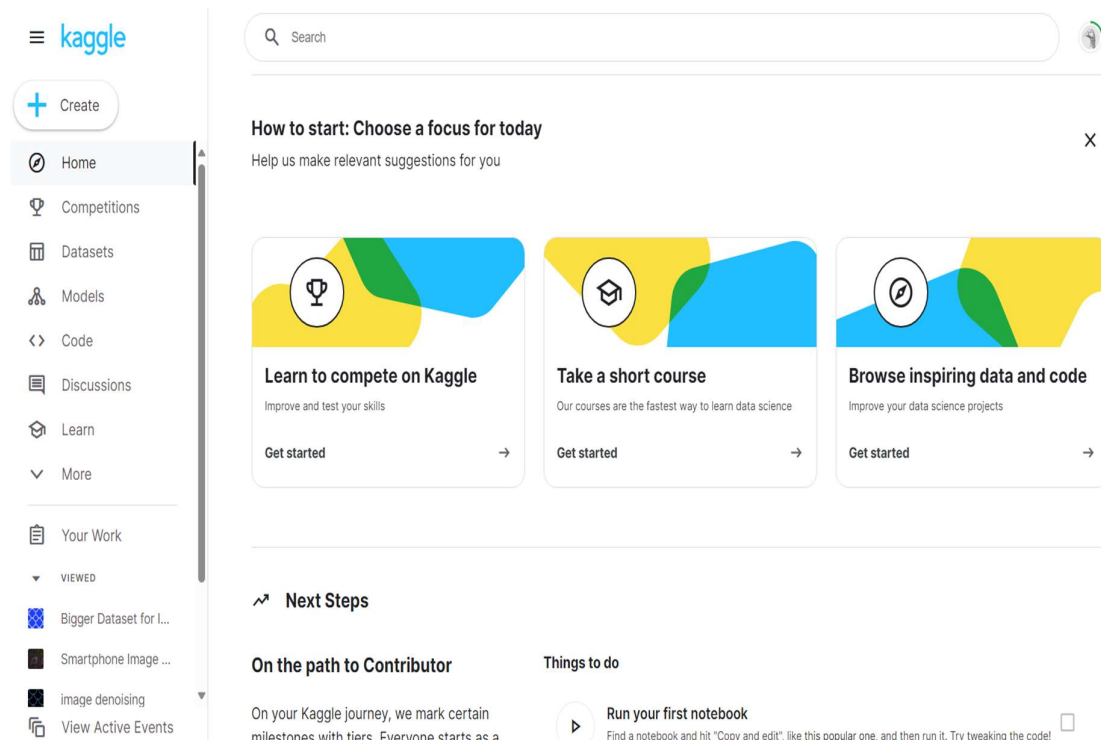 kaggle
Search
Create
Home
Competitions
Datasets
Models
Code
Discussions
Learn
More
Your Work
VIEWED
Bigger Dataset for I...
Smartphone Image ...
image denoising
View Active Events
How to start: Choose a focus for today
Help us make relevant suggestions for you
Learn to compete on Kaggle
Improve and test your skills
Get started
Take a short course
Our courses are the fastest way to learn data science
Get started
Browse inspiring data and code
Improve your data science projects
Get started
Next Steps
On the path to Contributor
On your Kaggle journey, we mark certain
milestones with tiers. Everyone starts as a
Things to do
Run your first notebook
Find a notebook and hit "Copy and edit", like this popular one, and then run it. Try tweaking the code!